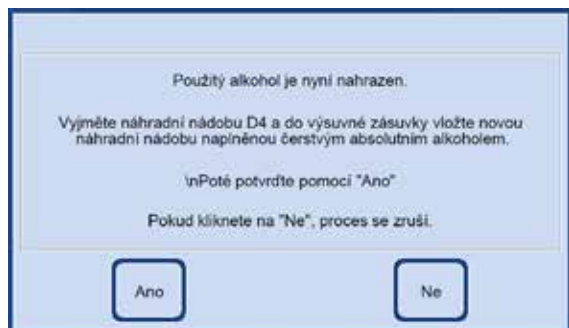 Použitý alkohol je nyní nahrazen.
Vyjměte náhradní nádobu D4 a do výsuvné zásuvky vložte novou
náhradní nádobu naplněnou čerstvým absolutním alkoholem.
\nPoté potvrďte pomocí "Ano"
Pokud kliknete na "Ne", proces se zruší.
Ano
Ne